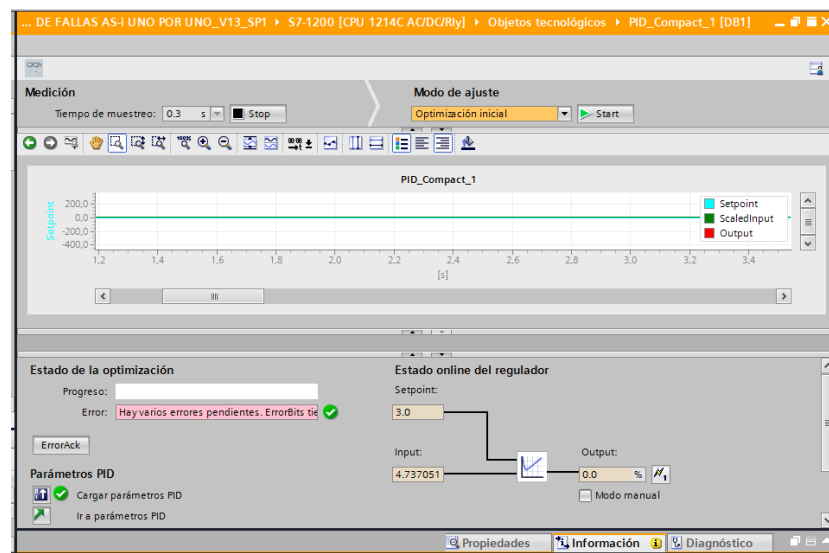 ... DE FALLAS AS-i UNO POR UNO_V13_SP1 ▸ S7-1200 [CPU 1214C AC/DC/Rly] ▸ Objetos tecnológicos ▸ PID_Compact_1 [DB1]
Medición
Modo de ajuste
Tiempo de muestreo: 0.3 s Stop
Optimización inicial Start
PID_Compact_1
Setpoint
200,0
0,0
-200,0
-400,0
Setpoint
ScaledInput
Output
1,2 1,4 1,6 1,8 2,0 2,2 2,4 2,6 2,8 3,0 3,2 3,4
[s]
Estado de la optimización
Estado online del regulador
Progreso:
Setpoint:
Error: Hay varios errores pendientes. ErrorBits tie
3.0
ErrorAck
Input:
Output:
Parámetros PID
4.737051
0.0 %
Cargar parámetros PID
Modo manual
Ir a parámetros PID
Propiedades Información Diagnóstico